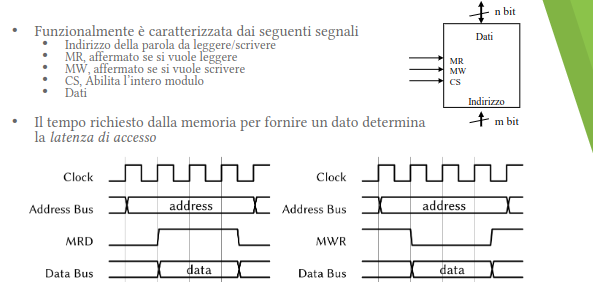 • Funzionalmente è caratterizzata dai seguenti segnali
• Indirizzo della parola da leggere/scrivere
• MR, affermato se si vuole leggere
• MW, affermato se si vuole scrivere
• CS, Abilita l'intero modulo
• Dati
• Il tempo richiesto dalla memoria per fornire un dato determina
la latenza di accesso
n bit
Dati
MR
MW
CS
Indirizzo
m bit
Clock
Address Bus
address
MRD
Data Bus
data
Clock
Address Bus
address
MWR
Data Bus
data